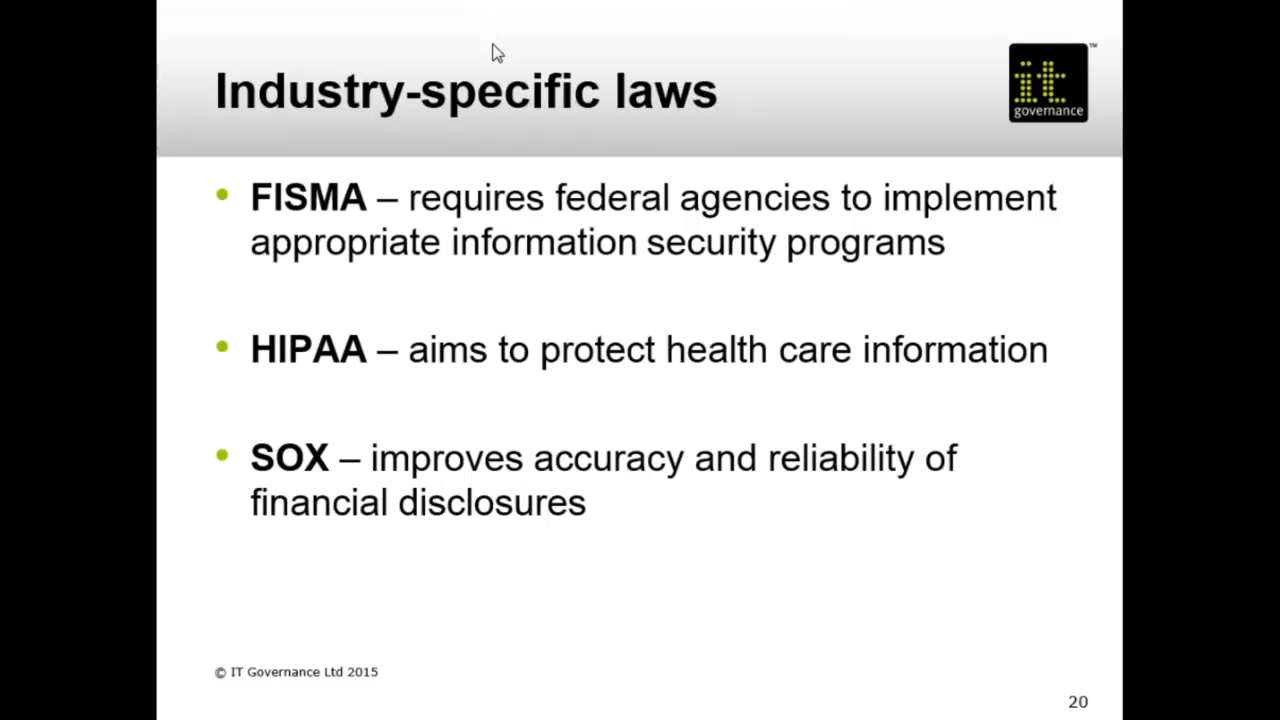 Industry-specific laws
it
governance
™
• FISMA – requires federal agencies to implement
appropriate information security programs
• HIPAA – aims to protect health care information
• SOX – improves accuracy and reliability of
financial disclosures
© IT Governance Ltd 2015
20